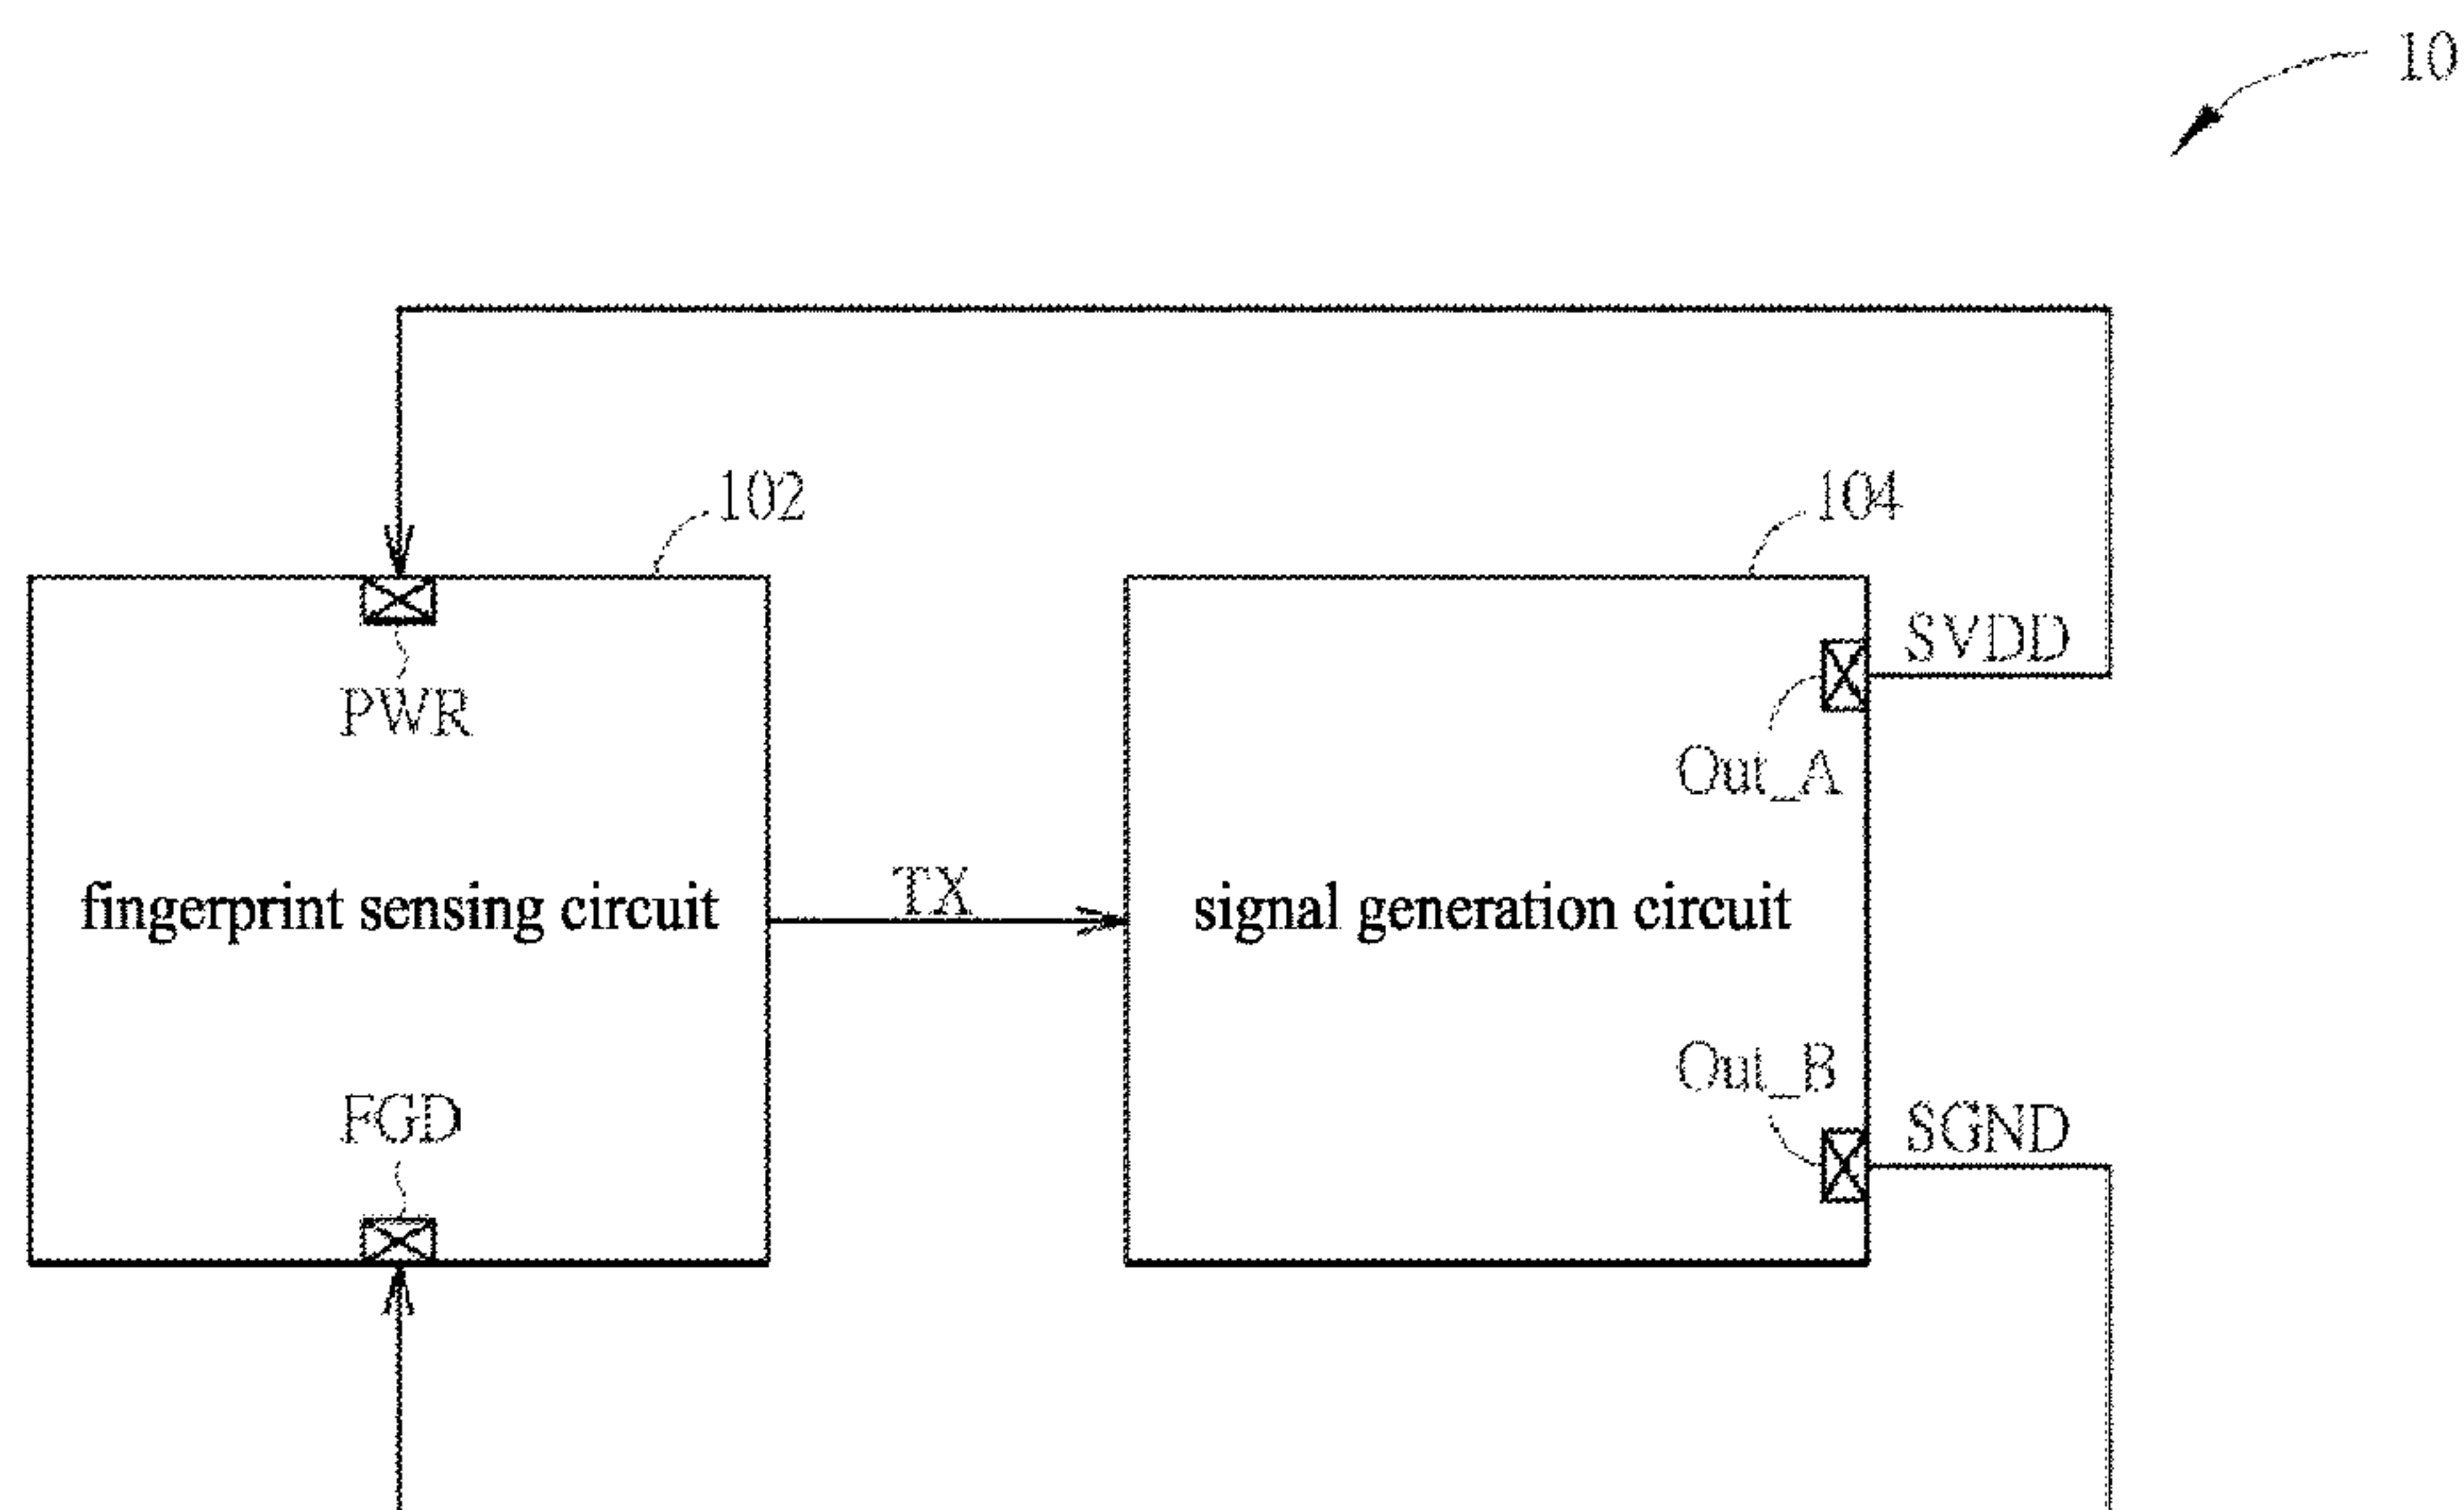 10
102
104
SVDD
PWR
Out_A
TX
fingerprint sensing circuit
signal generation circuit
Out_B
FGD
SGND